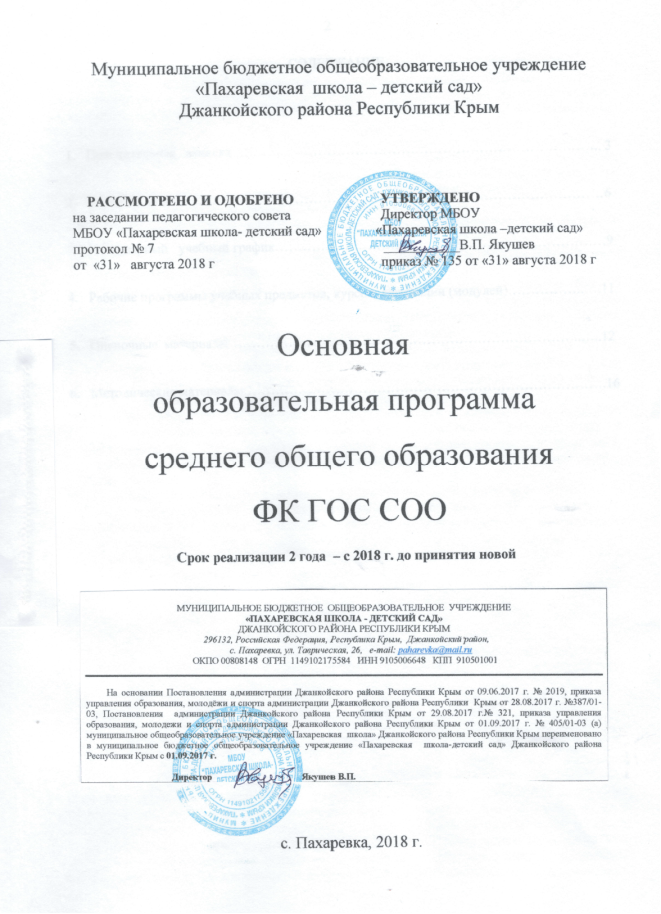 Муниципальное бюджетное общеобразовательное учреждение
«Пахаревская школа – детский сад»
Джанкойского района Республики Крым
РАССМОТРЕНО И ОДОБРЕНО
на заседании педагогического совета
МБОУ «Пахаревская школа- детский сад»
протокол № 7
от «31» августа 2018 г
УТВЕРЖДЕНО
Директор МБОУ
«Пахаревская школа –детский сад»
В.П. Якушев
приказ № 135 от «31» августа 2018 г
Основная
образовательная программа
среднего общего образования
ФК ГОС СОО
Срок реализации 2 года – с 2018 г. до принятия новой
МУНИЦИПАЛЬНОЕ БЮДЖЕТНОЕ ОБЩЕОБРАЗОВАТЕЛЬНОЕ УЧРЕЖДЕНИЕ
«ПАХАРЕВСКАЯ ШКОЛА - ДЕТСКИЙ САД»
ДЖАНКОЙСКОГО РАЙОНА РЕСПУБЛИКИ КРЫМ
296132, Российская Федерация, Республика Крым, Джанкойский район,
с. Пахаревка, ул. Таврическая, 26, e-mail: paharevka@mail.ru
ОКПО 00808148 ОГРН 1149102175584 ИНН 9105006648 КПП 910501001
На основании Постановления администрации Джанкойского района Республики Крым от 09.06.2017 г. № 2019, приказа
управления образования, молодёжи и спорта администрации Джанкойского района Республики Крым от 28.08.2017 г. №387/01-
03, Постановления администрации Джанкойского района Республики Крым от 29.08.2017 г.№ 321, приказа управления
образования, молодежи и спорта администрации Джанкойского района Республики Крым от 01.09.2017 г. № 405/01-03 (а)
муниципальное общеобразовательное учреждение «Пахаревская школа» Джанкойского района Республики Крым переименовано
в муниципальное бюджетное общеобразовательное учреждение «Пахаревская школа-детский сад» Джанкойского района
Республики Крым с 01.09.2017 г.
Директор Якушев В.П.
с. Пахаревка, 2018 г.